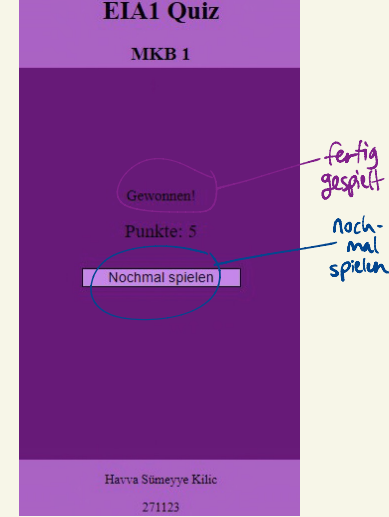 EIA1 Quiz
MKB 1
Gewonnen!
fertig
gespielt
Punkte: 5
Noch-
mal
spielen
Nochmal spielen
Havva Sümeyye Kilic
271123